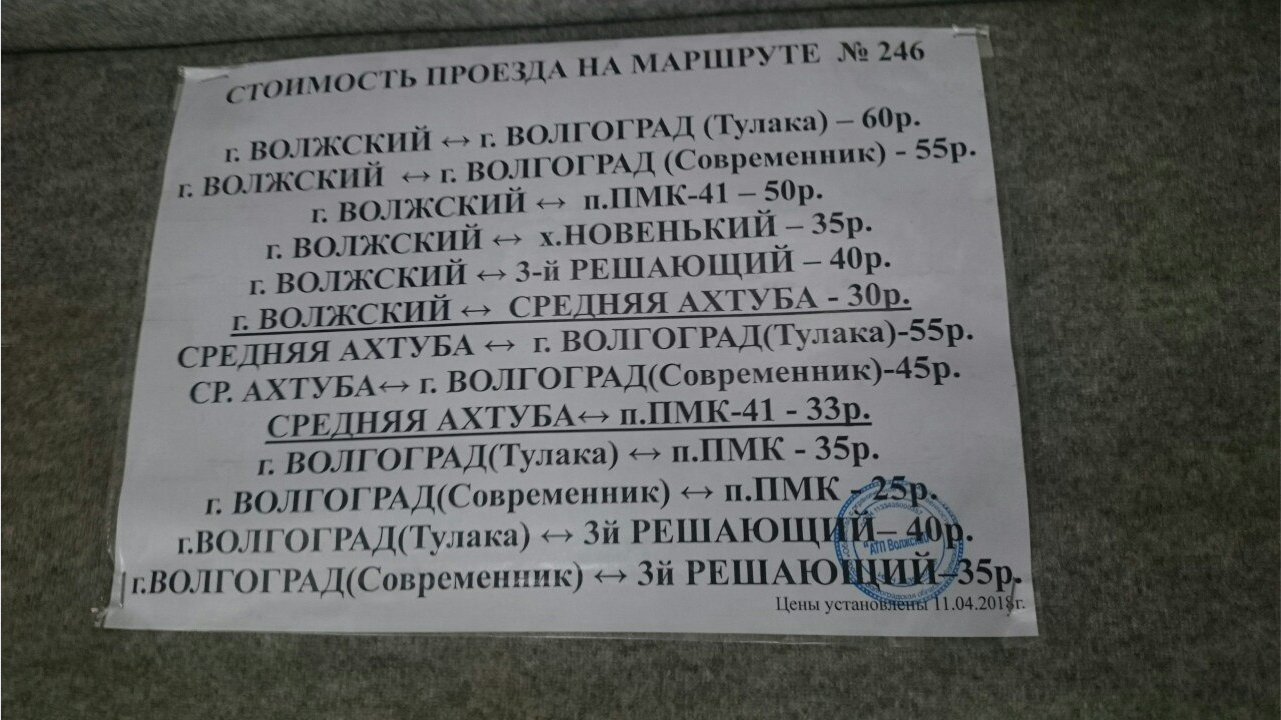 СТОИМОСТЬ ПРОЕЗДА НА МАРШРУТЕ № 246
г. ВОЛЖСКИЙ ↔ г. ВОЛГОГРАД (Тулака) – 60р.
г. ВОЛЖСКИЙ ↔ г. ВОЛГОГРАД (Современник) - 55р.
г. ВОЛЖСКИЙ ↔ п.ПМК-41 – 50р.
г. ВОЛЖСКИЙ ↔ х.НОВЕНЬКИЙ – 35р.
г. ВОЛЖСКИЙ ↔ 3-й РЕШАЮЩИЙ – 40р.
г. ВОЛЖСКИЙ ↔ СРЕДНЯЯ АХТУБА - 30р.
СРЕДНЯЯ АХТУБА ↔ г. ВОЛГОГРАД(Тулака)-55р.
СР. АХТУБА↔ г. ВОЛГОГРАД(Современник)-45р.
СРЕДНЯЯ АХТУБА↔ п.ПМК-41 - 33р.
г. ВОЛГОГРАД(Тулака) ↔ п.ПМК - 35р.
г. ВОЛГОГРАД(Современник) ↔ п.ПМК - 25р.
г.ВОЛГОГРАД(Тулака) ↔ 3й РЕШАЮЩИЙ– 40р.
г.ВОЛГОГРАД(Современник) ↔ 3й РЕШАЮЩИЙ–35р.
Цены установлены 11.04.2018г.
"АТП Волжский"